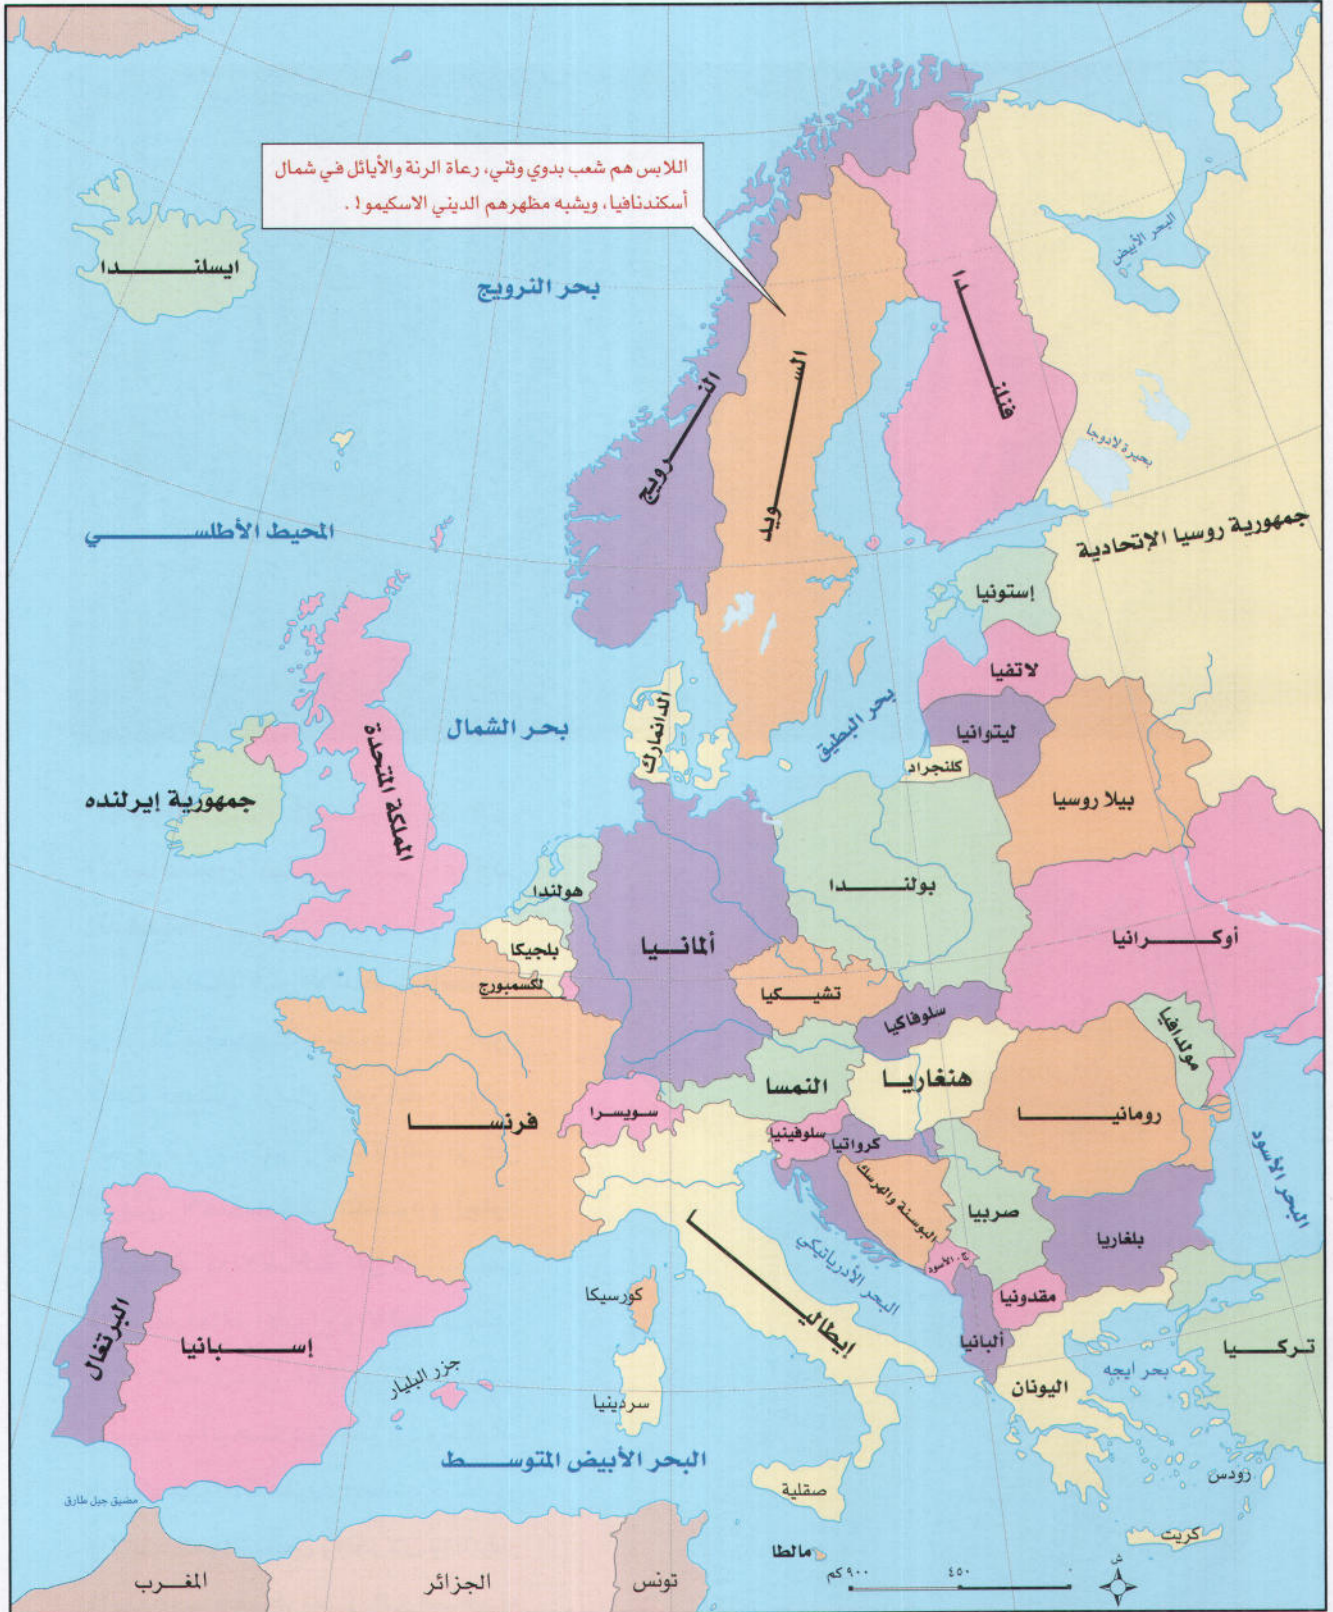 اللابس هم شعب بدوي وثني، رعاة الرنة والأيائل في شمال
أسكندنافيا، ويشبه مظهرهم الديني الاسكيمو! .
ايسلندا
بحر النرويج
البحر الأبيض
فنلندا
السويد
النرويج
بحيرة لادوجا
جمهورية روسيا الإتحادية
المحيط الأطلسي
إستونيا
لاتفيا
ليتوانيا
كلنجراد
بحر البطيق
الدانمارك
بحر الشمال
المملكة المتحدة
جمهورية إيرلنده
بيلا روسيا
بولندا
هولندا
ألمانيا
أوكرانيا
بلجيكا
لكسمبورج
تشيكيا
سلوفاكيا
مولدافيا
النمسا
هنغاريا
رومانيا
فرنسا
سويسرا
سلوفينيا
كرواتيا
البوسنة والهرسك
صربيا
بلغاريا
البحر الأسود
البحر الأدرياتيكي
ج. الأسود
مقدونيا
ألبانيا
إيطاليا
كورسيكا
سردينيا
البرتغال
إسبانيا
جزر البليار
تركيا
بحر ايجه
اليونان
البحر الأبيض المتوسط
صقلية
رودس
كريت
مالطا
مضيق جبل طارق
المغرب
الجزائر
تونس
٩٠٠ كم
٤٥٠
٠
ش